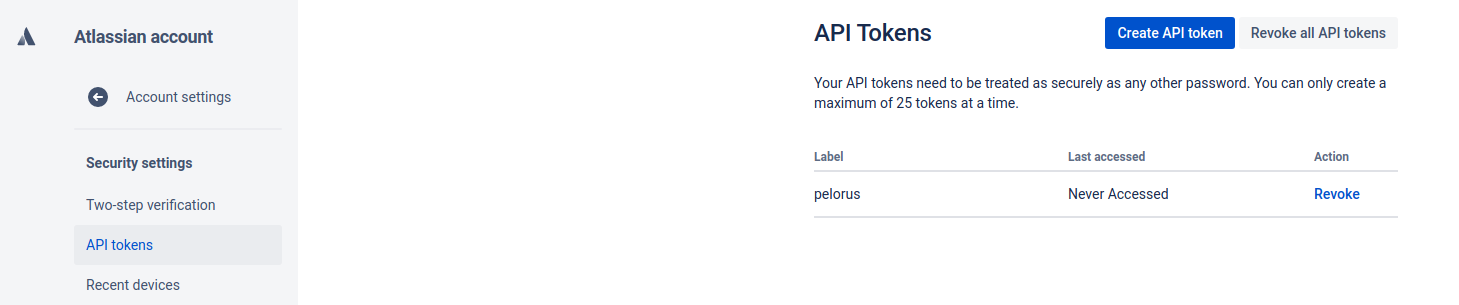 Atlassian account
Account settings
Security settings
Two-step verification
API tokens
Recent devices
API Tokens
Create API token
Revoke all API tokens
Your API tokens need to be treated as securely as any other password. You can only create a
maximum of 25 tokens at a time.
Label Last accessed Action
pelorus Never Accessed Revoke